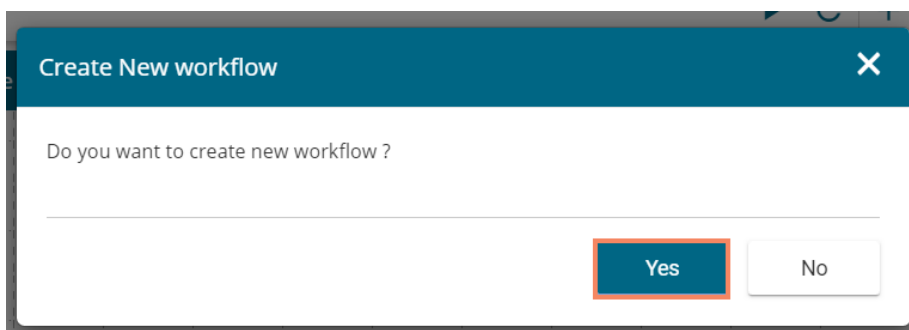 Create New workflow
e
Do you want to create new workflow ?
Yes
No